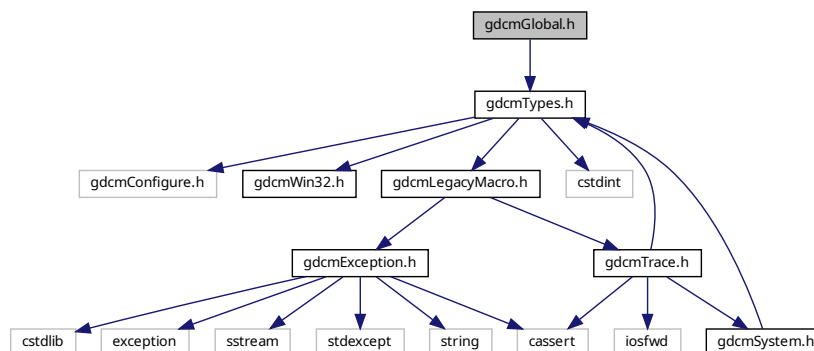 gdcmGlobal.h
gdcmTypes.h
gdcmConfigure.h
gdcmWin32.h
gdcmLegacyMacro.h
cstdint
gdcmException.h
gdcmTrace.h
cstdlib
exception
sstream
stdexcept
string
cassert
iosfwd
gdcmSystem.h